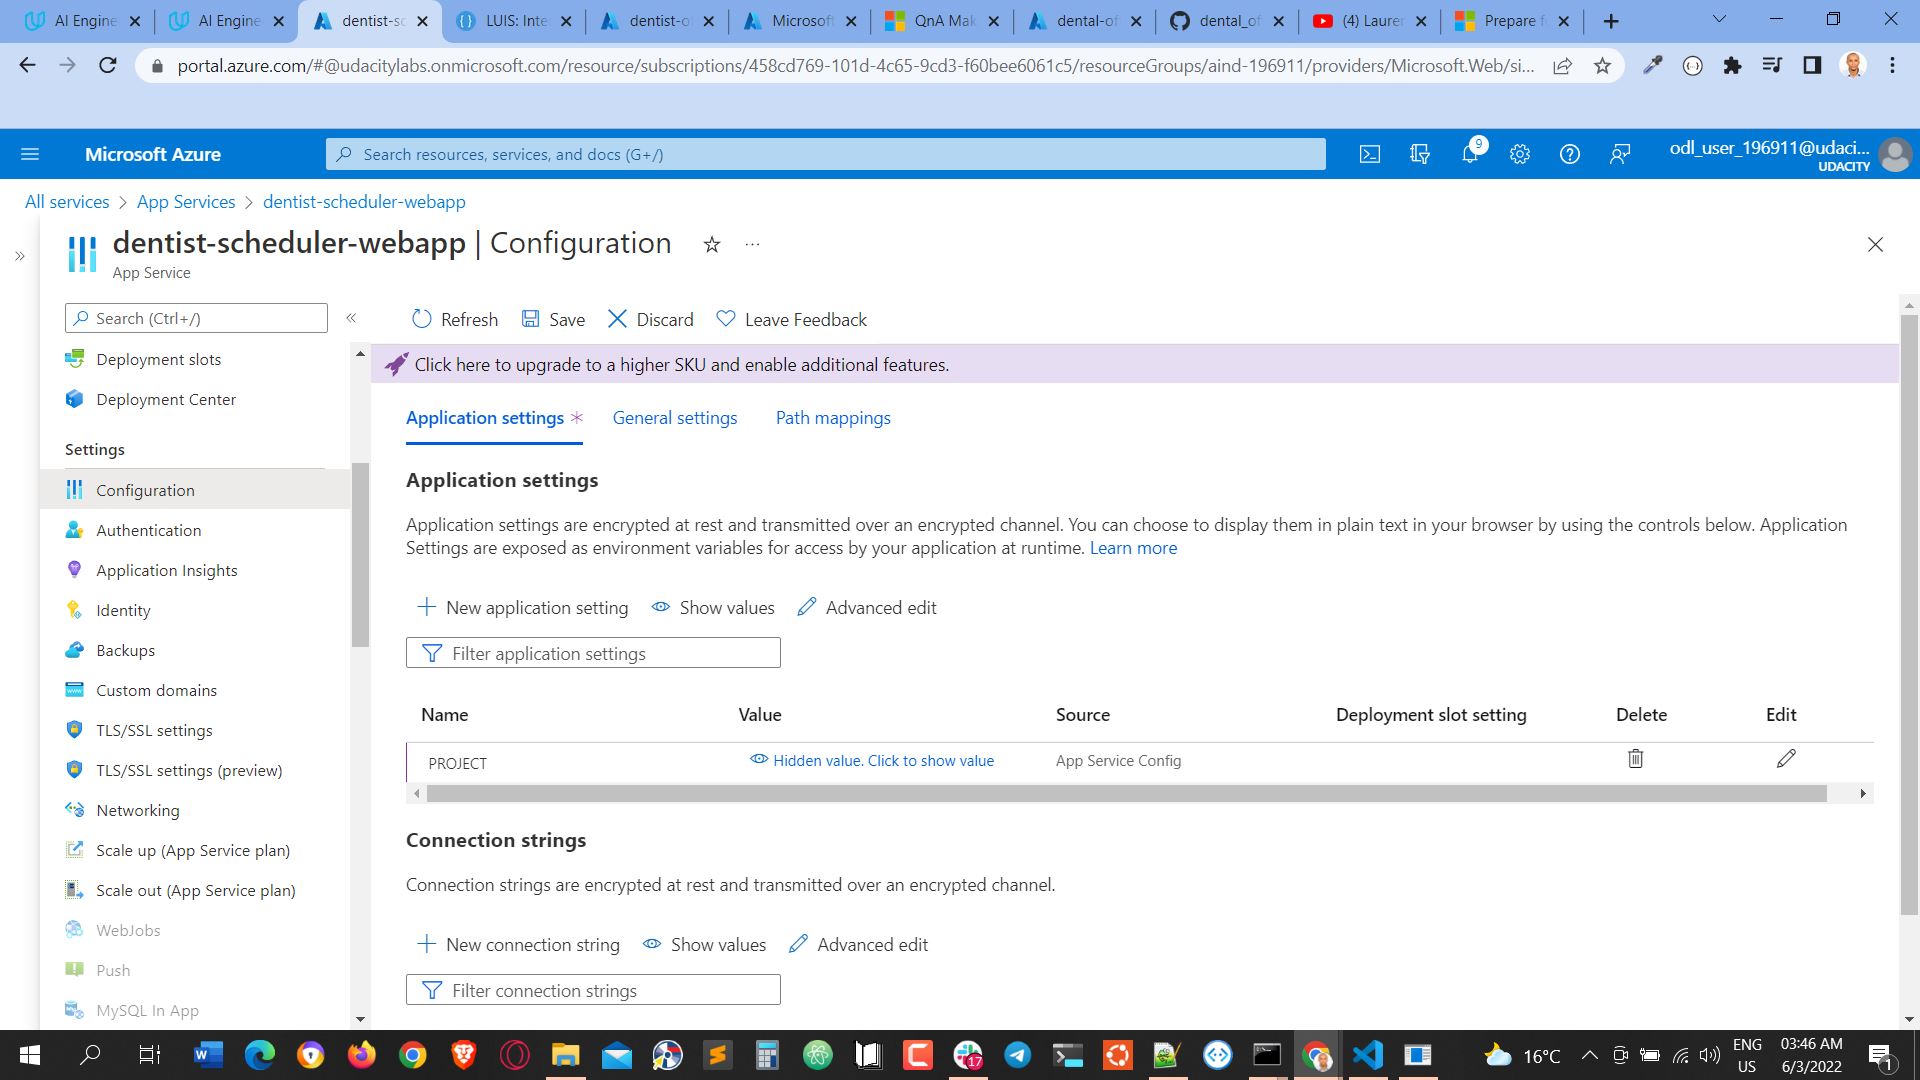 AI Engine
AI Engine
dentist-sc
LUIS: Inte
dentist-o
Microsoft
QnA Mak
dental-of
dental_of
(4) Lauren
Prepare f
portal.azure.com/#@udacitylabs.onmicrosoft.com/resource/subscriptions/458cd769-101d-4c65-9cd3-f60bee6061c5/resourceGroups/aind-196911/providers/Microsoft.Web/si...
Microsoft Azure
Search resources, services, and docs (G+/)
9
odl_user_196911@udaci...
UDACITY
All services > App Services > dentist-scheduler-webapp
dentist-scheduler-webapp | Configuration
App Service
Search (Ctrl+/)
Deployment slots
Deployment Center
Settings
Configuration
Authentication
Application Insights
Identity
Backups
Custom domains
TLS/SSL settings
TLS/SSL settings (preview)
Networking
Scale up (App Service plan)
Scale out (App Service plan)
WebJobs
Push
MySQL In App
Refresh
Save
Discard
Leave Feedback
Click here to upgrade to a higher SKU and enable additional features.
Application settings *
General settings
Path mappings
Application settings
Application settings are encrypted at rest and transmitted over an encrypted channel. You can choose to display them in plain text in your browser by using the controls below. Application
Settings are exposed as environment variables for access by your application at runtime. Learn more
New application setting
Show values
Advanced edit
Filter application settings
Name Value Source Deployment slot setting Delete Edit
PROJECT Hidden value. Click to show value App Service Config
Connection strings
Connection strings are encrypted at rest and transmitted over an encrypted channel.
New connection string
Show values
Advanced edit
Filter connection strings
17
16°C
ENG
US
03:46 AM
6/3/2022
1